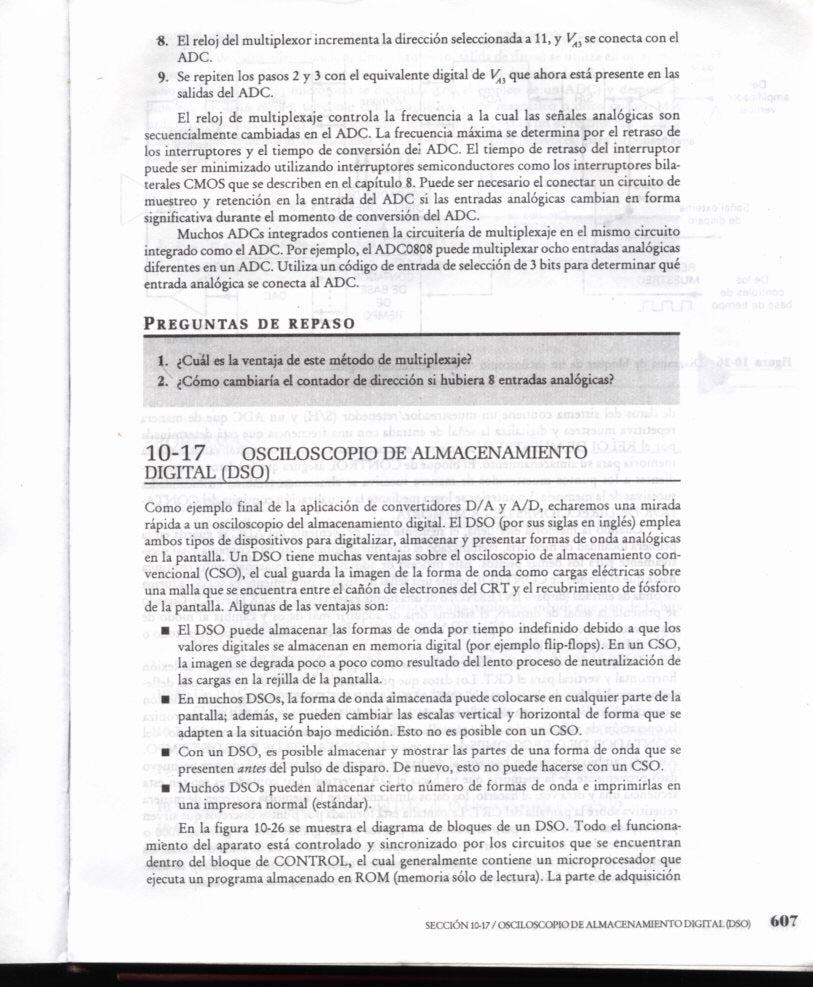 8. El reloj del multiplexor incrementa la dirección seleccionada a 11, y V_A3 se conecta con el
ADC.
9. Se repiten los pasos 2 y 3 con el equivalente digital de V_A3 que ahora está presente en las
salidas del ADC.
El reloj de multiplexaje controla la frecuencia a la cual las señales analógicas son
secuencialmente cambiadas en el ADC. La frecuencia máxima se determina por el retraso de
los interruptores y el tiempo de conversión del ADC. El tiempo de retraso del interruptor
puede ser minimizado utilizando interruptores semiconductores como los interruptores bila-
terales CMOS que se describen en el capítulo 8. Puede ser necesario el conectar un circuito de
muestreo y retención en la entrada del ADC si las entradas analógicas cambian en forma
significativa durante el momento de conversión del ADC.
Muchos ADCs integrados contienen la circuitería de multiplexaje en el mismo circuito
integrado como el ADC. Por ejemplo, el ADC0808 puede multiplexar ocho entradas analógicas
diferentes en un ADC. Utiliza un código de entrada de selección de 3 bits para determinar qué
entrada analógica se conecta al ADC.
PREGUNTAS DE REPASO
1. ¿Cuál es la ventaja de este método de multiplexaje?
2. ¿Cómo cambiaría el contador de dirección si hubiera 8 entradas analógicas?
10-17 OSCILOSCOPIO DE ALMACENAMIENTO
DIGITAL (DSO)
Como ejemplo final de la aplicación de convertidores D/A y A/D, echaremos una mirada
rápida a un osciloscopio del almacenamiento digital. El DSO (por sus siglas en inglés) emplea
ambos tipos de dispositivos para digitalizar, almacenar y presentar formas de onda analógicas
en la pantalla. Un DSO tiene muchas ventajas sobre el osciloscopio de almacenamiento con-
vencional (CSO), el cual guarda la imagen de la forma de onda como cargas eléctricas sobre
una malla que se encuentra entre el cañón de electrones del CRT y el recubrimiento de fósforo
de la pantalla. Algunas de las ventajas son:
■ El DSO puede almacenar las formas de onda por tiempo indefinido debido a que los
valores digitales se almacenan en memoria digital (por ejemplo flip-flops). En un CSO,
la imagen se degrada poco a poco como resultado del lento proceso de neutralización de
las cargas en la rejilla de la pantalla.
■ En muchos DSOs, la forma de onda almacenada puede colocarse en cualquier parte de la
pantalla; además, se pueden cambiar las escalas vertical y horizontal de forma que se
adapten a la situación bajo medición. Esto no es posible con un CSO.
■ Con un DSO, es posible almacenar y mostrar las partes de una forma de onda que se
presenten antes del pulso de disparo. De nuevo, esto no puede hacerse con un CSO.
■ Muchos DSOs pueden almacenar cierto número de formas de onda e imprimirlas en
una impresora normal (estándar).
En la figura 10-26 se muestra el diagrama de bloques de un DSO. Todo el funciona-
miento del aparato está controlado y sincronizado por los circuitos que se encuentran
dentro del bloque de CONTROL, el cual generalmente contiene un microprocesador que
ejecuta un programa almacenado en ROM (memoria sólo de lectura). La parte de adquisición
SECCIÓN 10-17 / OSCILOSCOPIO DE ALMACENAMIENTO DIGITAL (DSO) 607